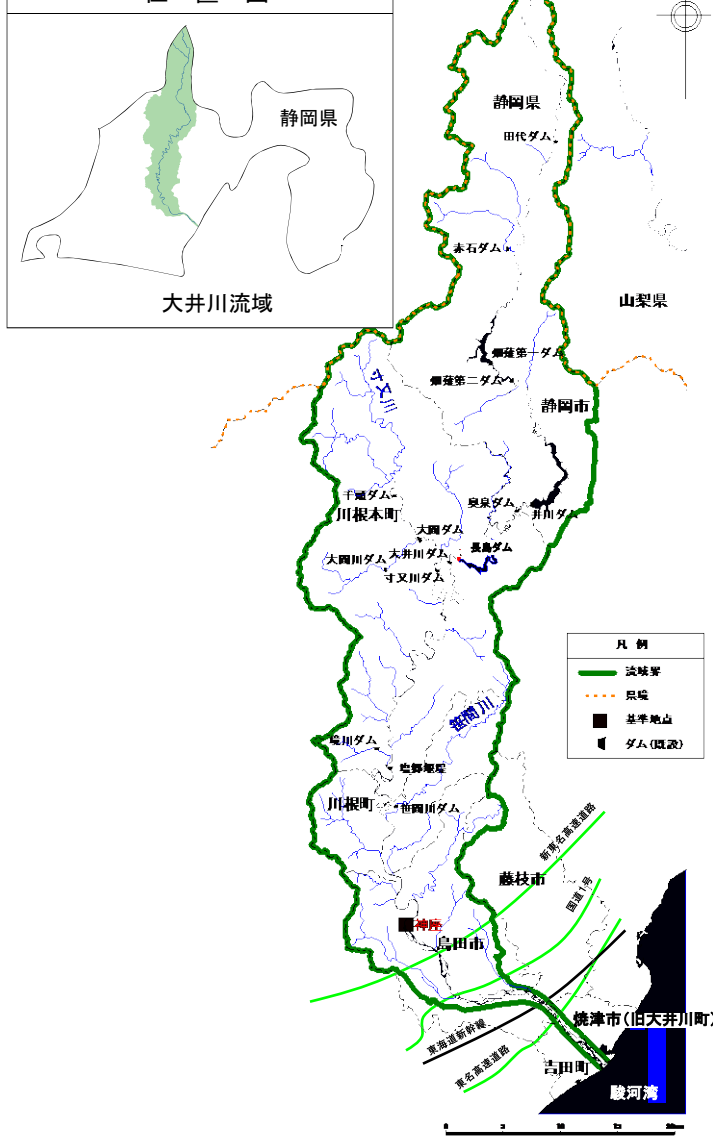 位 置 図
静岡県
大井川流域
静岡県
田代ダム
赤石ダム
山梨県
畑薙第一ダム
畑薙第二ダム
寸又川
静岡市
千頭ダム
川根本町
奥泉ダム
井川ダム
大間ダム
大井川ダム
長島ダム
大間川ダム
寸又川ダム
凡 例
流域界
県境
基準地点
ダム(既設)
笹間川
境川ダム
塩郷堰堤
川根町
笹間川ダム
新東名高速道路
藤枝市
国道1号
神座
島田市
焼津市(旧大井川町)
東海道新幹線
東名高速道路
吉田町
駿河湾
0 5 10 15 20km